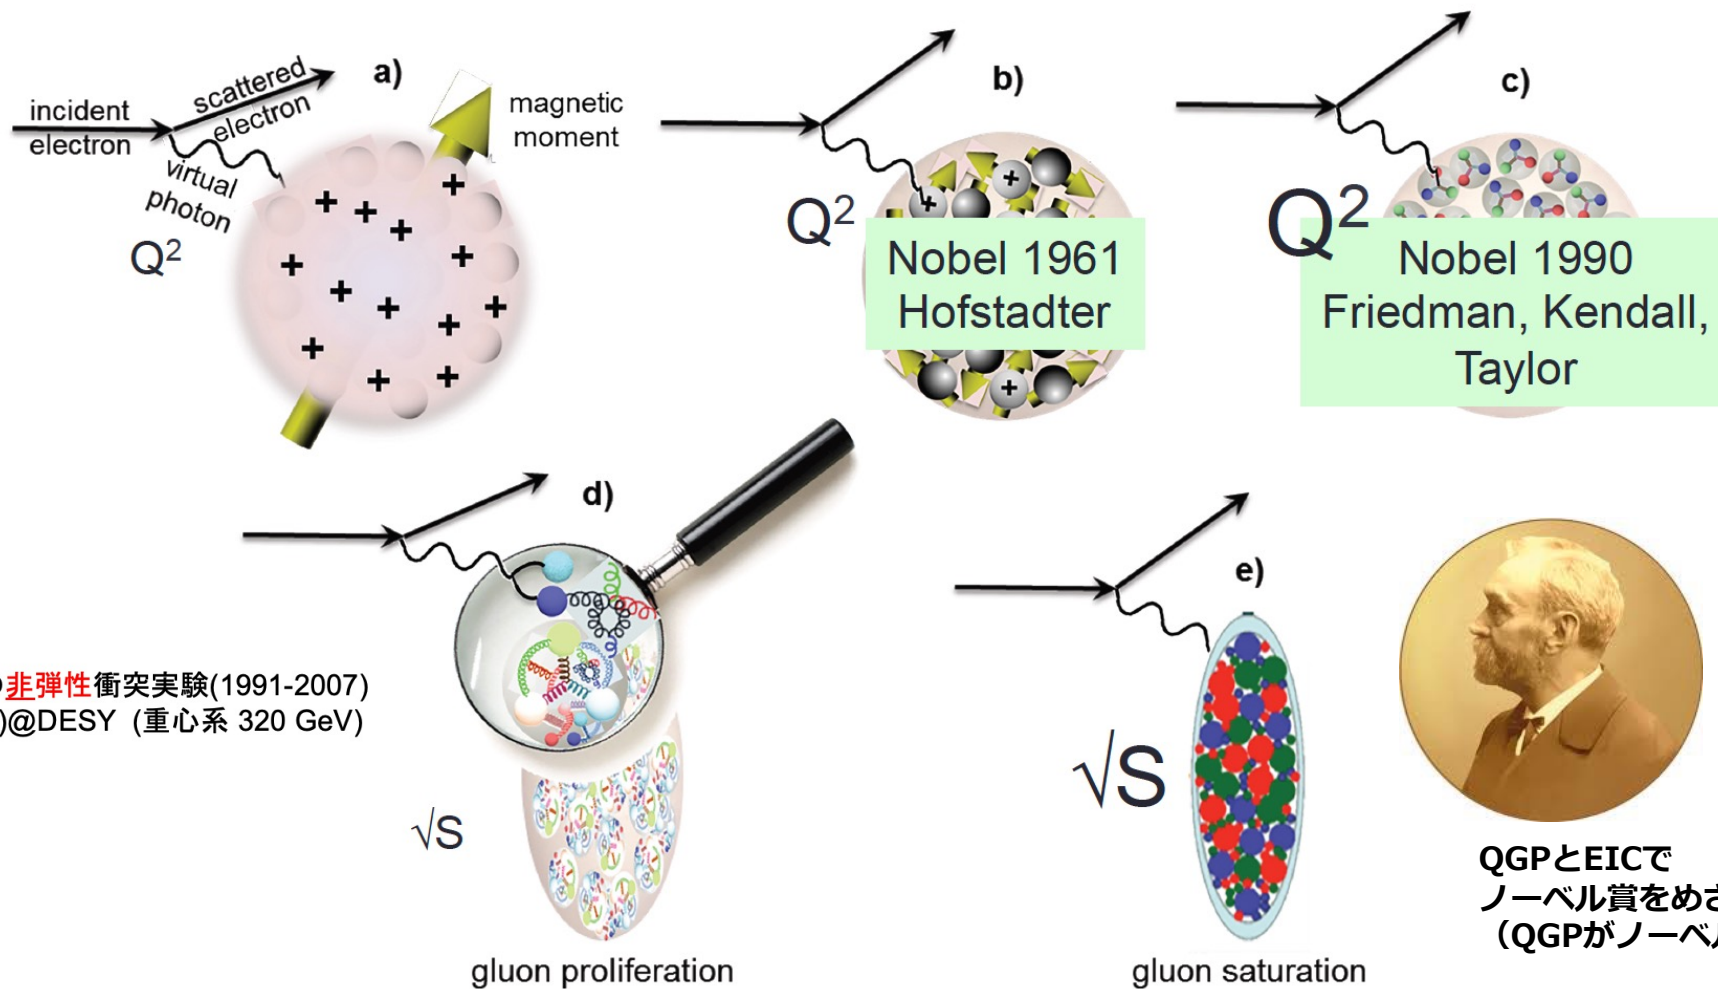 a)
incident
electron
scattered
electron
virtual
photon
magnetic
moment
Q²
b)
Q²
Nobel 1961
Hofstadter
c)
Q²
Nobel 1990
Friedman, Kendall,
Taylor
d)
非弾性衝突実験(1991-2007)
)@DESY (重心系 320 GeV)
√S
gluon proliferation
e)
√S
gluon saturation
QGPとEICで
ノーベル賞をめざ
（QGPがノーベル